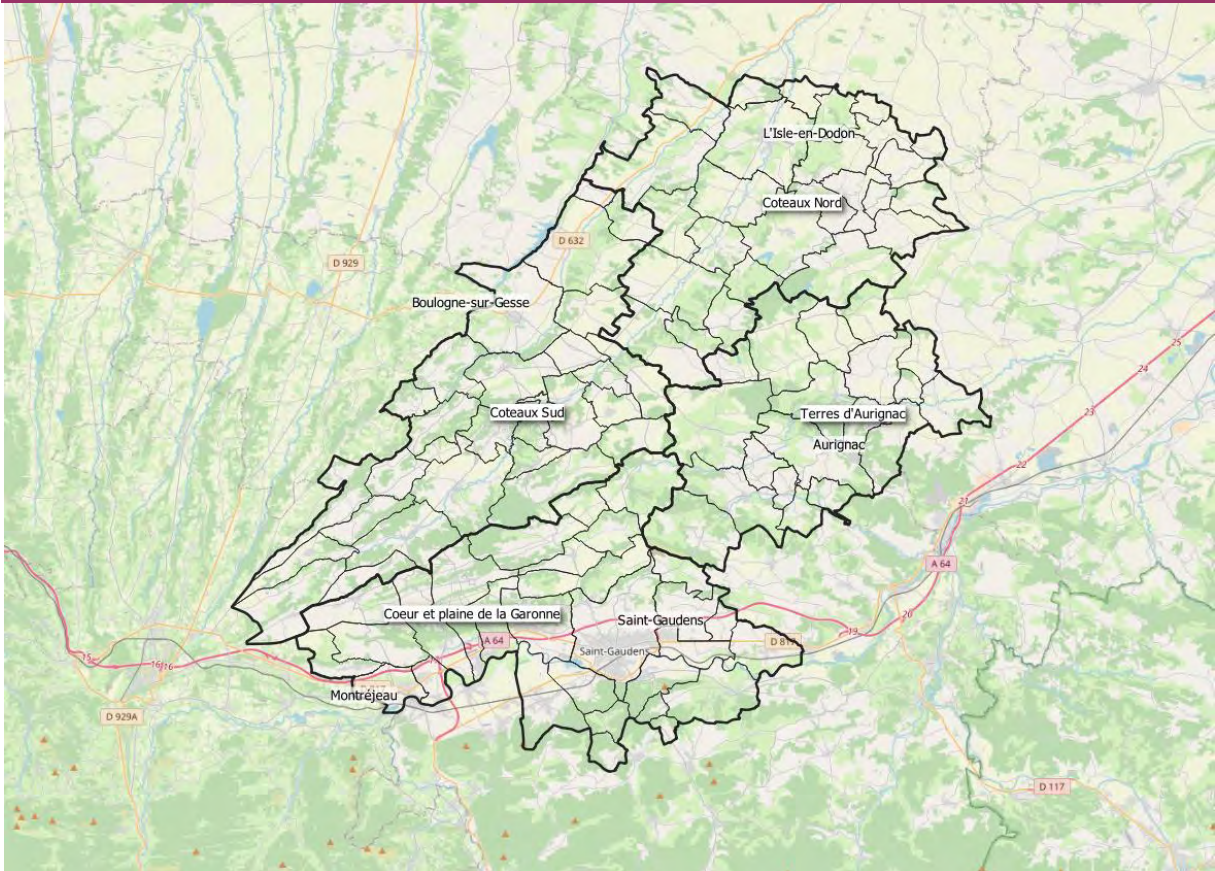 L'Isle-en-Dodon
Coteaux Nord
D 632
D 929
Boulogne-sur-Gesse
25
24
23
Coteaux Sud
Terres d'Aurignac
Aurignac
22
21
A 64
20
19
Coeur et plaine de la Garonne
Saint-Gaudens
A 64
D 817
Saint-Gaudens
15
16
16
Montréjeau
D 929A
D 117